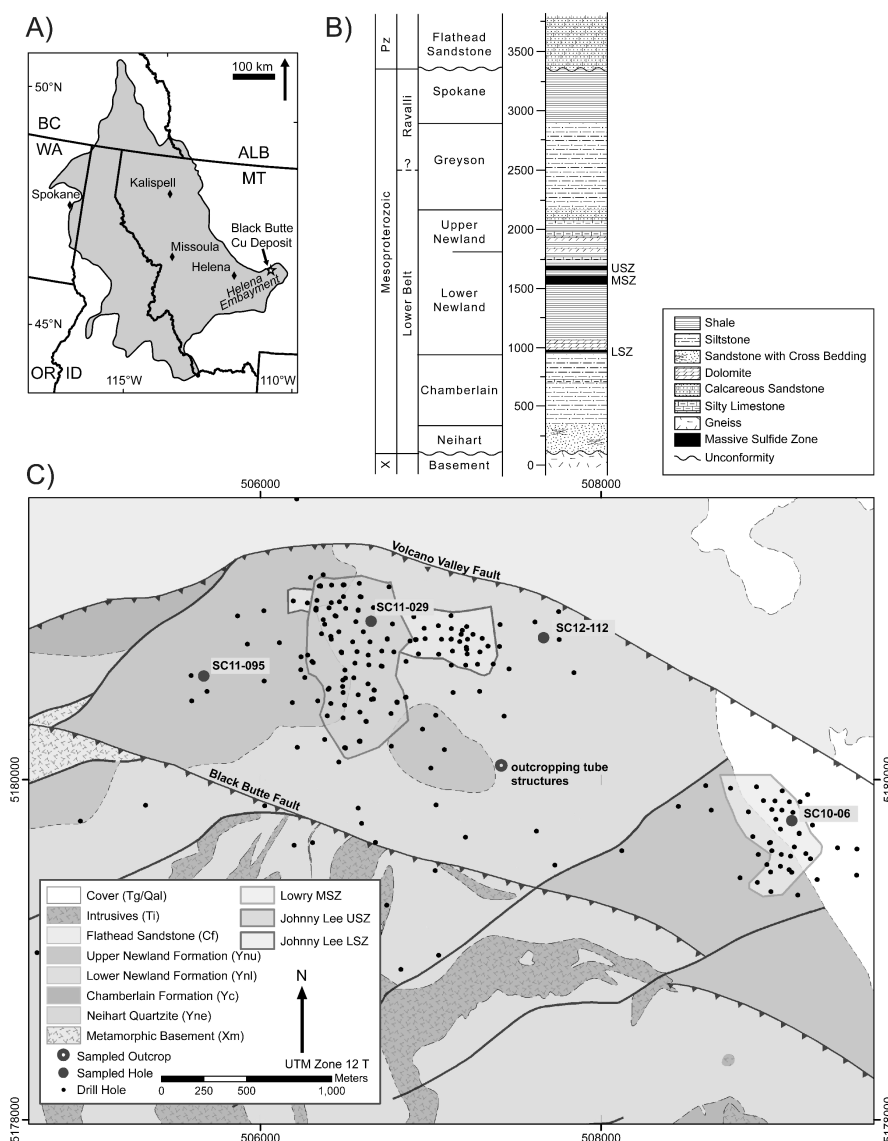 A)
100 km
50°N
BC
WA
ALB
MT
Spokane
Kalispell
Black Butte
Cu Deposit
Missoula
Helena
Helena
Embayment
45°N
OR
ID
115°W
110°W
B)
Pz
Flathead
Sandstone
3500
Spokane
Ravalli
3000
Greyson
?
2500
Mesoproterozoic
Upper
Newland
2000
USZ
MSZ
Lower Belt
Lower
Newland
1500
LSZ
1000
Chamberlain
500
Neihart
X
Basement
0
Shale
Siltstone
Sandstone with Cross Bedding
Dolomite
Calcareous Sandstone
Silty Limestone
Gneiss
Massive Sulfide Zone
Unconformity
C)
506000
508000
Volcano Valley Fault
SC11-029
SC12-112
SC11-095
outcropping tube
structures
5180000
5180000
Black Butte Fault
SC10-06
Cover (Tg/Qal)
Intrusives (Ti)
Flathead Sandstone (Cf)
Upper Newland Formation (Ynu)
Lower Newland Formation (Ynl)
Chamberlain Formation (Yc)
Neihart Quartzite (Yne)
Metamorphic Basement (Xm)
Sampled Outcrop
Sampled Hole
Drill Hole
Lowry MSZ
Johnny Lee USZ
Johnny Lee LSZ
N
UTM Zone 12 T
Meters
0 250 500 1,000
5178000
5178000
506000
508000